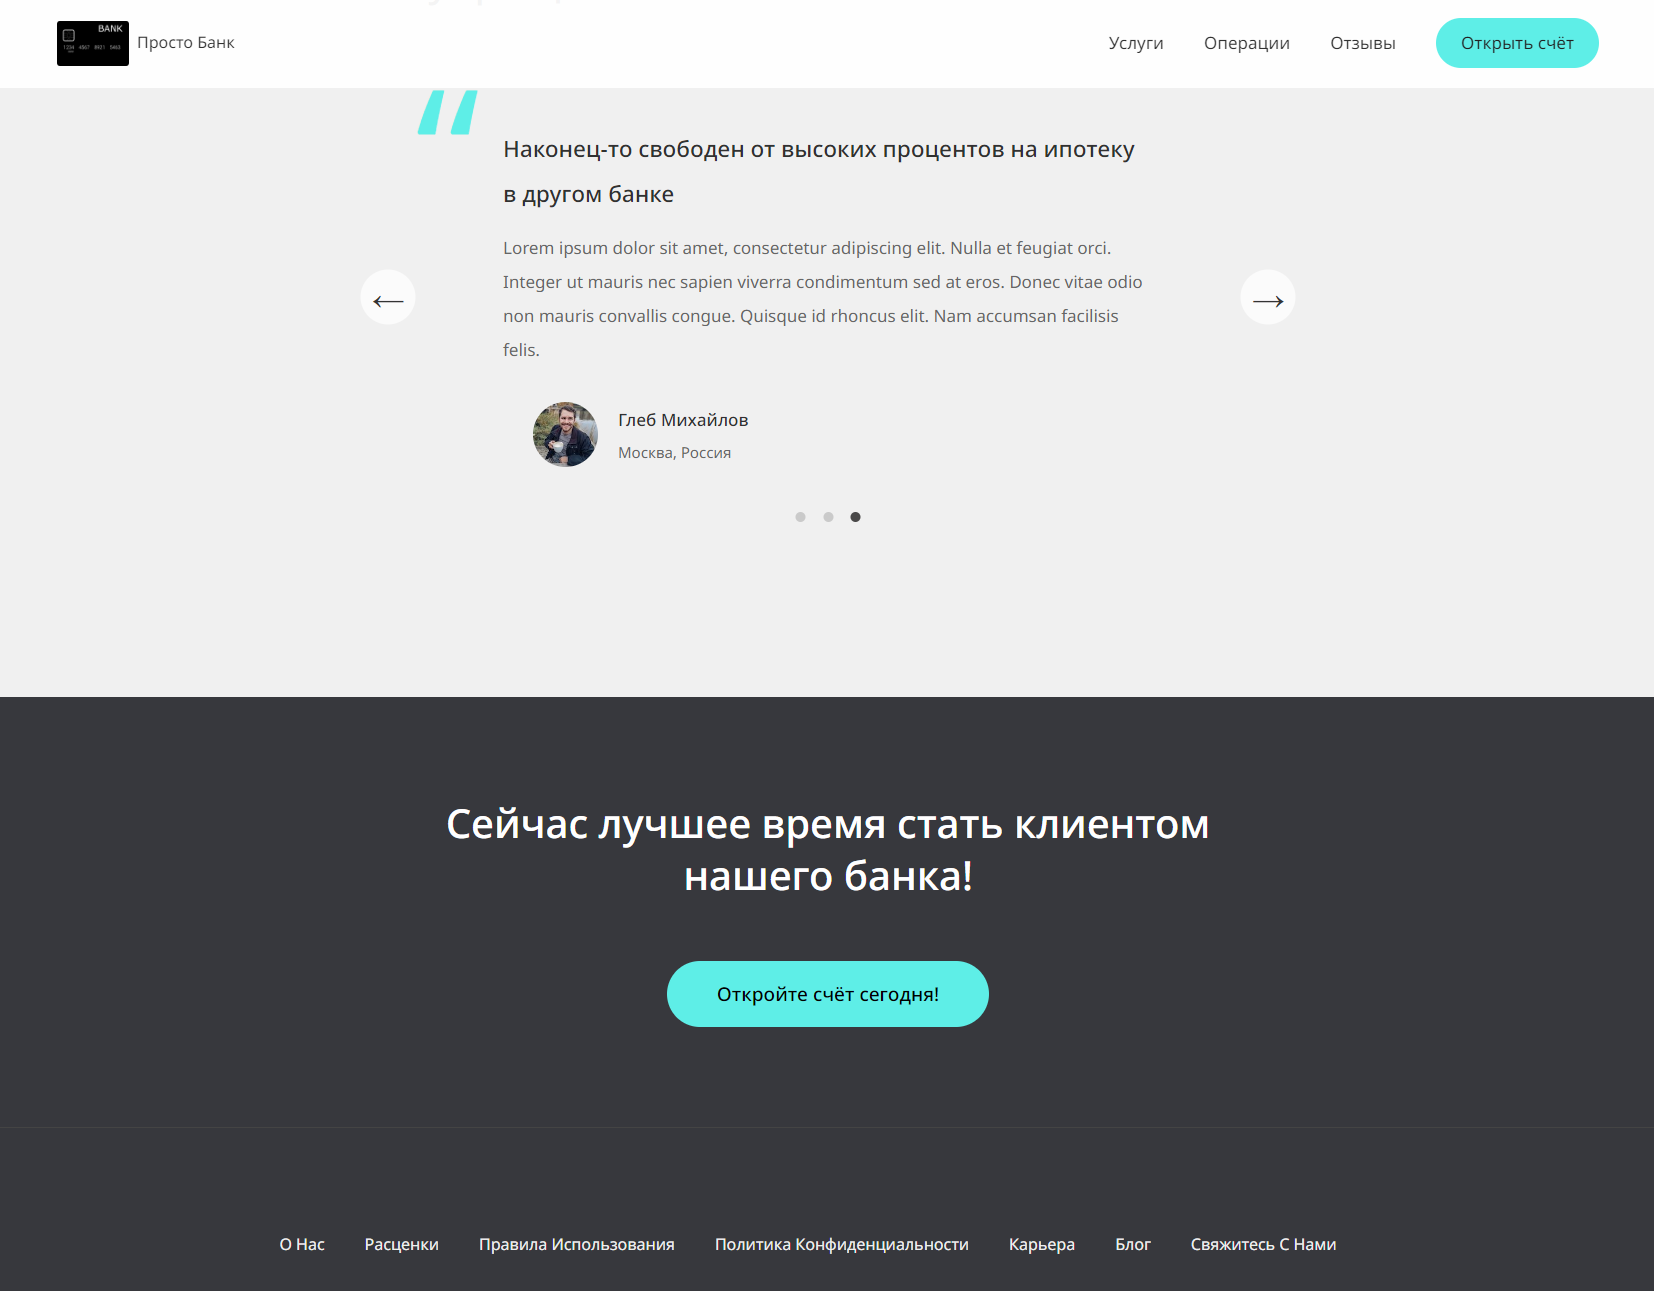 BANK
1234 4567 8921 5463
Просто Банк
Услуги
Операции
Отзывы
Открыть счёт
“
Наконец-то свободен от высоких процентов на ипотеку
в другом банке
Lorem ipsum dolor sit amet, consectetur adipiscing elit. Nulla et feugiat orci.
Integer ut mauris nec sapien viverra condimentum sed at eros. Donec vitae odio
non mauris convallis congue. Quisque id rhoncus elit. Nam accumsan facilisis
felis.
←
→
Глеб Михайлов
Москва, Россия
Сейчас лучшее время стать клиентом
нашего банка!
Откройте счёт сегодня!
О Нас
Расценки
Правила Использования
Политика Конфиденциальности
Карьера
Блог
Свяжитесь С Нами